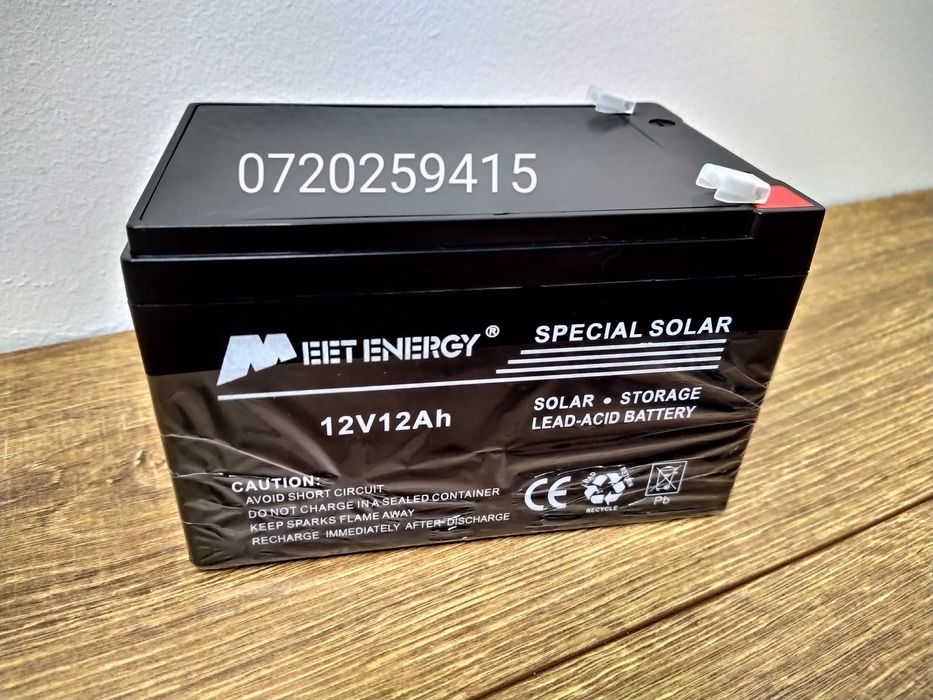 0720259415
MEET ENERGY®
SPECIAL SOLAR
12V12Ah
SOLAR • STORAGE
LEAD-ACID BATTERY
CAUTION:
AVOID SHORT CIRCUIT
DO NOT CHARGE IN A SEALED CONTAINER
KEEP SPARKS FLAME AWAY
RECHARGE IMMEDIATELY AFTER DISCHARGE
CE
RECYCLE
Pb